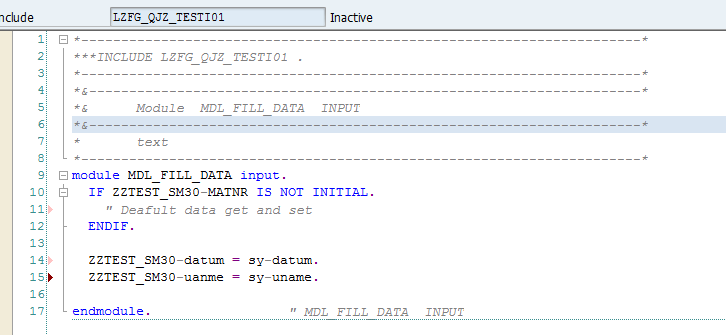 nclude LZFG_QJZ_TESTI01 Inactive
1 *----------------------------------------------------------------------*
2 ***INCLUDE LZFG_QJZ_TESTI01 .
3 *----------------------------------------------------------------------*
4 *&---------------------------------------------------------------------*
5 *&      Module  MDL_FILL_DATA  INPUT
6 *&---------------------------------------------------------------------*
7 *       text
8 *----------------------------------------------------------------------*
9 module MDL_FILL_DATA input.
10   IF ZZTEST_SM30-MATNR IS NOT INITIAL.
11     " Deafult data get and set
12   ENDIF.
13
14   ZZTEST_SM30-datum = sy-datum.
15   ZZTEST_SM30-uanme = sy-uname.
16
17 endmodule.                 " MDL_FILL_DATA  INPUT